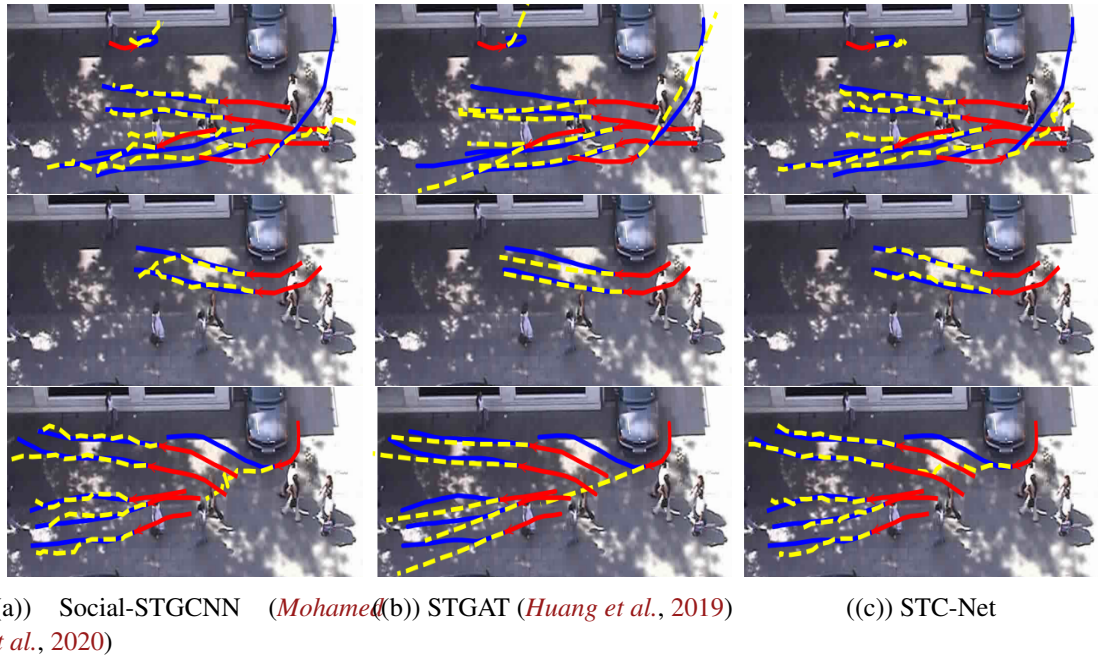 a)) Social-STGCNN (Mohamed
((b)) STGAT (Huang et al., 2019)
((c)) STC-Net
et al., 2020)